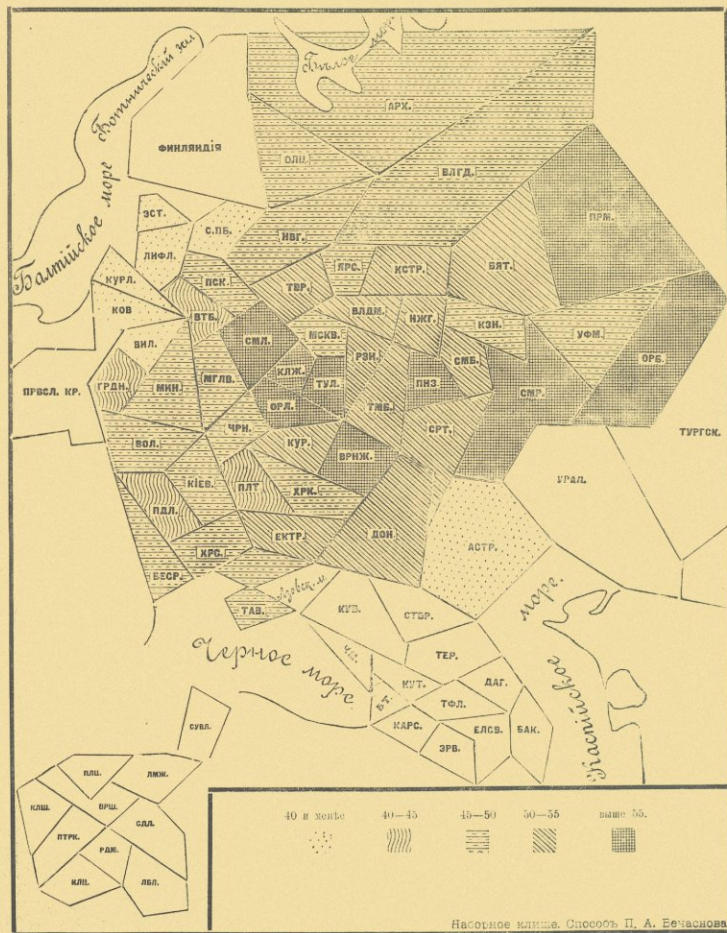 Ботническій зал
Бѣлое море
АРХ.
ФИНЛЯНДІЯ
ОЛЦ.
ВЛГД.
Балтійское море
ЭСТ.
С.ПБ.
НВГ.
ПРМ.
ЛИФЛ.
ЯРС.
КСТР.
ВЯТ.
КУРЛ.
ПСК.
ТВР.
КОВ
ВТБ.
ВЛДМ.
НЖГ.
КЗН.
УФМ.
ВИЛ.
СМЛ.
МСКВ.
РЗН.
СМБ.
ОРБ.
ПРВСЛ. КР.
ГРДН.
МИН.
МГЛВ.
КЛЖ.
ТУЛ.
ПНЗ.
СМР.
ОРЛ.
ТМБ.
ВОЛ.
ЧРН.
КУР.
СРТ.
ТУРГСК.
ВРНЖ.
КІЕВ.
ПЛТ.
ХРК.
УРАЛ.
ПДЛ.
ЕКТР.
ДОН.
АСТР.
ХРС.
БЕСР.
Азовск. м.
ТАВ.
КУБ.
СТВР.
Черное море
Ч.М.
ТЕР.
Каспійское море.
КУТ.
ДАГ.
Б.Т.
ТФЛ.
КАРС.
ЕЛСВ.
БАК.
ЭРВ.
СУВЛ.
ПЛЦ.
ЛМЖ.
КЛШ.
ВРШ.
СДЛ.
ПТРК.
РДМ.
КЛЦ.
ЛБЛ.
40 и менѣе
40—45
45—50
50—55
выше 55.
Наборное клише. Способъ П. А. Вечаснова